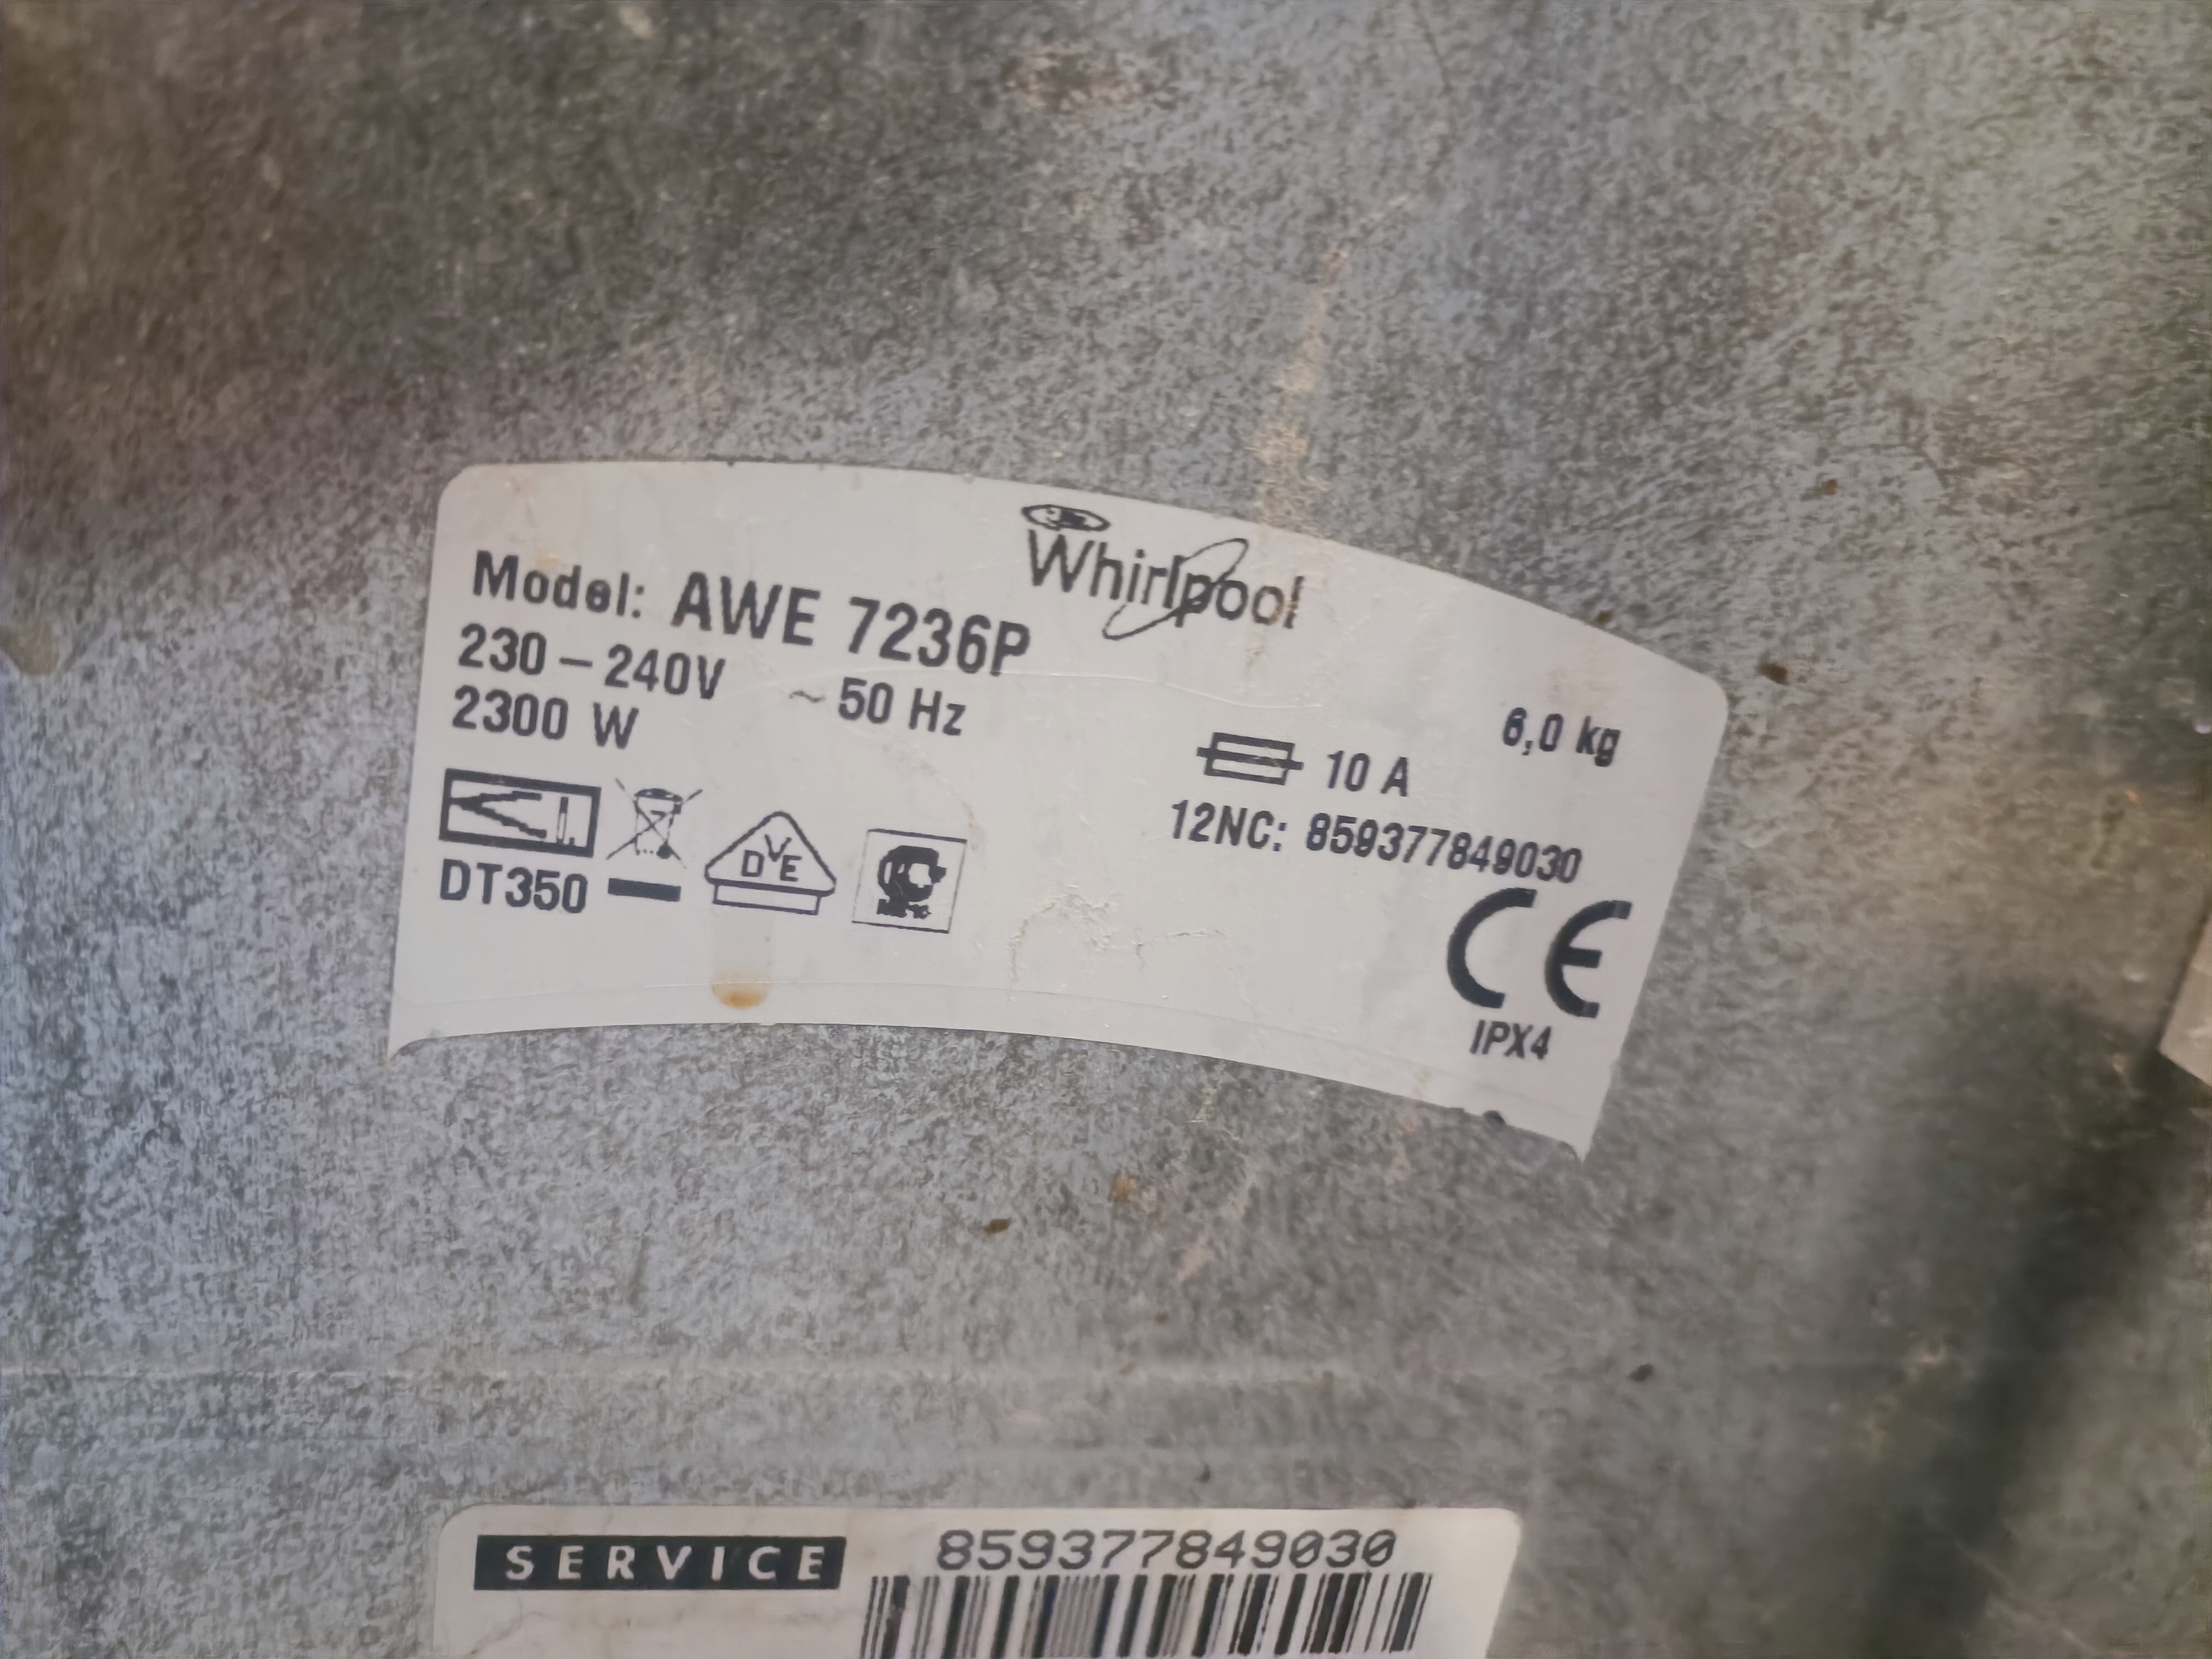 Whirlpool
Model: AWE 7236P
230 – 240V ~ 50 Hz
2300 W
6,0 kg
10 A
12NC: 859377849030
DT350
DVE
CE
IPX4
SERVICE 859377849030